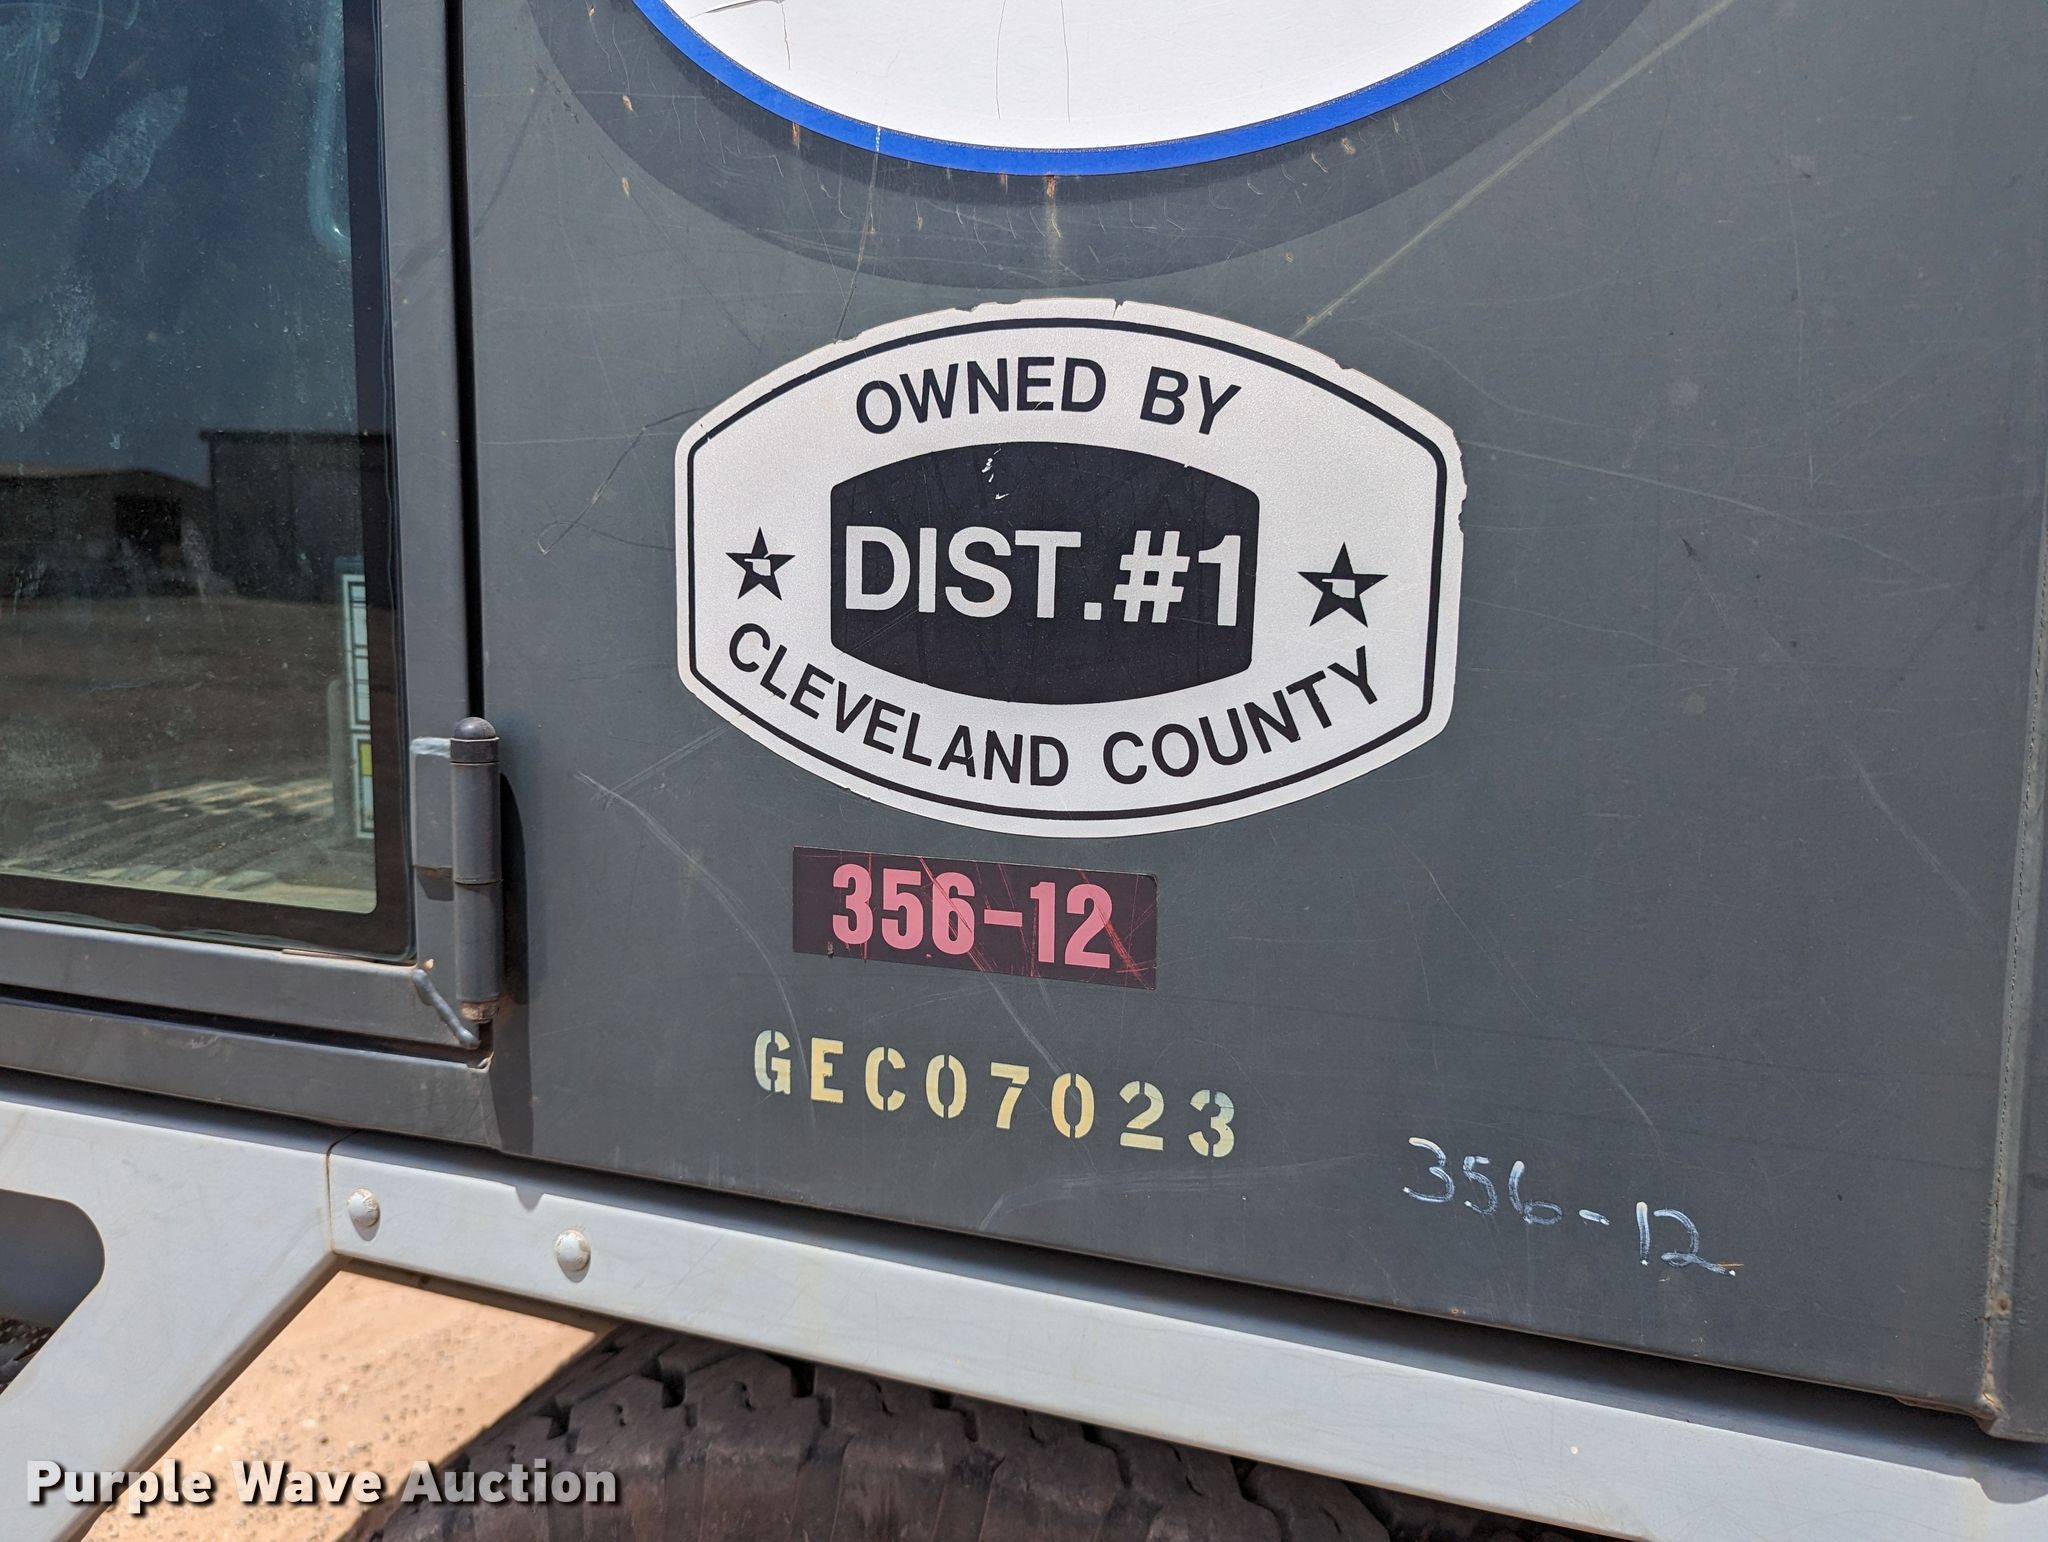 OWNED BY
DIST.#1
CLEVELAND COUNTY
356-12
GEC07023
356-12
Purple Wave Auction